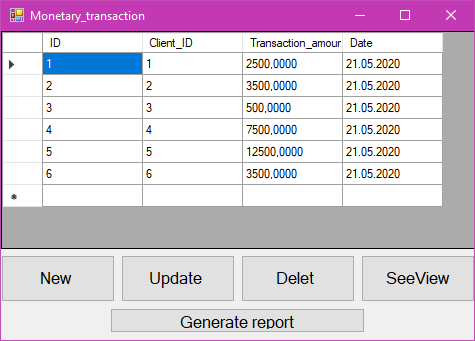 Monetary_transaction
ID Client_ID Transaction_amour Date
1 1 2500,0000 21.05.2020
2 2 3500,0000 21.05.2020
3 3 500,0000 21.05.2020
4 4 7500,0000 21.05.2020
5 5 12500,0000 21.05.2020
6 6 3500,0000 21.05.2020
New Update Delet SeeView
Generate report